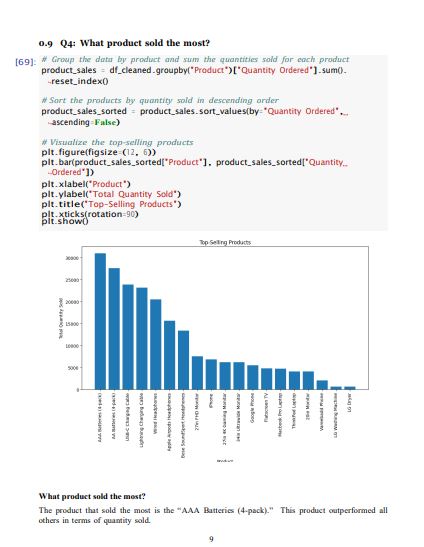 0.9 Q4: What product sold the most?
[69]: # Group the data by product and sum the quantities sold for each product
product_sales = df_cleaned.groupby("Product")["Quantity Ordered"].sum().
↪reset_index()
# Sort the products by quantity sold in descending order
product_sales_sorted = product_sales.sort_values(by="Quantity Ordered",␣
↪ascending=False)
# Visualize the top-selling products
plt.figure(figsize=(12, 6))
plt.bar(product_sales_sorted["Product"], product_sales_sorted["Quantity␣
↪Ordered"])
plt.xlabel("Product")
plt.ylabel("Total Quantity Sold")
plt.title("Top-Selling Products")
plt.xticks(rotation=90)
plt.show()
Top-Selling Products
Total Quantity Sold
30000
25000
20000
15000
10000
5000
0
AAA Batteries (4-pack)
AA Batteries (4-pack)
USB-C Charging Cable
Lightning Charging Cable
Wired Headphones
Apple Airpods Headphones
Bose SoundSport Headphones
27in FHD Monitor
iPhone
27in 4K Gaming Monitor
34in Ultrawide Monitor
Google Phone
Flatscreen TV
Macbook Pro Laptop
ThinkPad Laptop
20in Monitor
Vareebadd Phone
LG Washing Machine
LG Dryer
Product
What product sold the most?
The product that sold the most is the “AAA Batteries (4-pack).” This product outperformed all
others in terms of quantity sold.
9